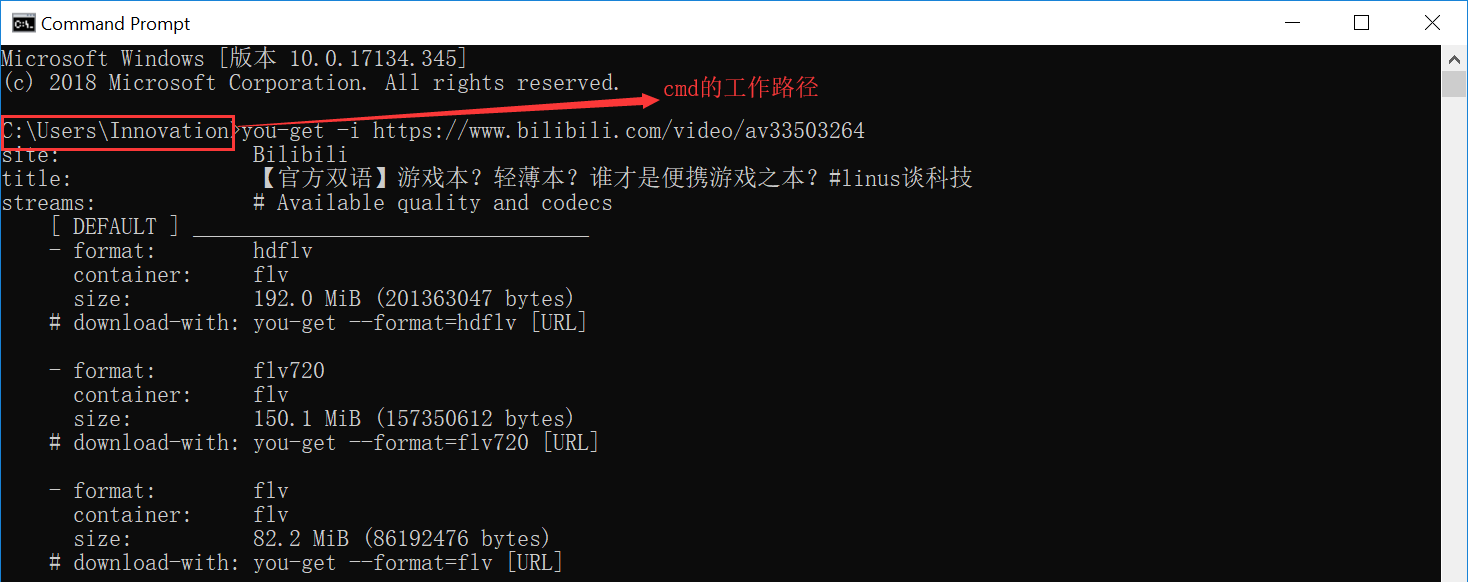 Command Prompt
Microsoft Windows [版本 10.0.17134.345]
(c) 2018 Microsoft Corporation. All rights reserved.
cmd的工作路径
C:\Users\Innovation>you-get -i https://www.bilibili.com/video/av33503264
site: Bilibili
title: 【官方双语】游戏本？轻薄本？谁才是便携游戏之本？#linus谈科技
streams: # Available quality and codecs
[ DEFAULT ] _________________________________
- format: hdflv
container: flv
size: 192.0 MiB (201363047 bytes)
# download-with: you-get --format=hdflv [URL]
- format: flv720
container: flv
size: 150.1 MiB (157350612 bytes)
# download-with: you-get --format=flv720 [URL]
- format: flv
container: flv
size: 82.2 MiB (86192476 bytes)
# download-with: you-get --format=flv [URL]